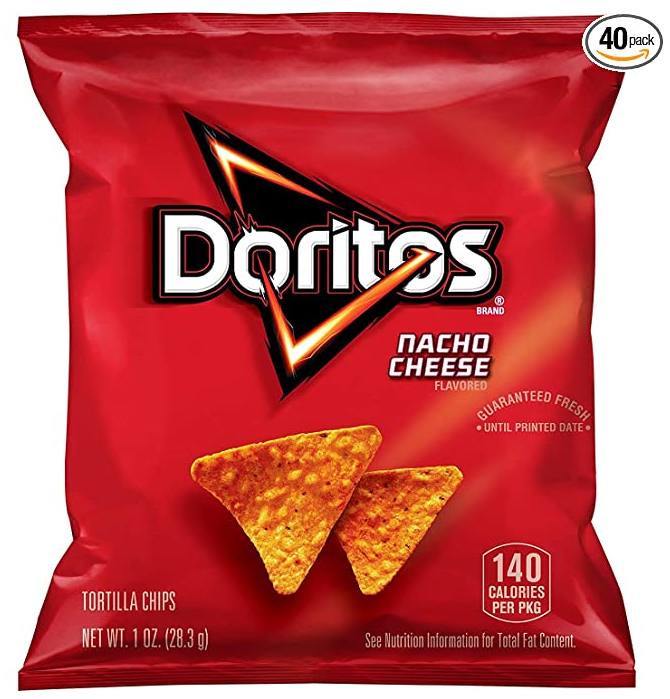 40 pack
Doritos
®
BRAND
NACHO
CHEESE
FLAVORED
GUARANTEED FRESH
• UNTIL PRINTED DATE •
140
CALORIES
PER PKG
TORTILLA CHIPS
NET WT. 1 OZ. (28.3 g)
See Nutrition Information for Total Fat Content.